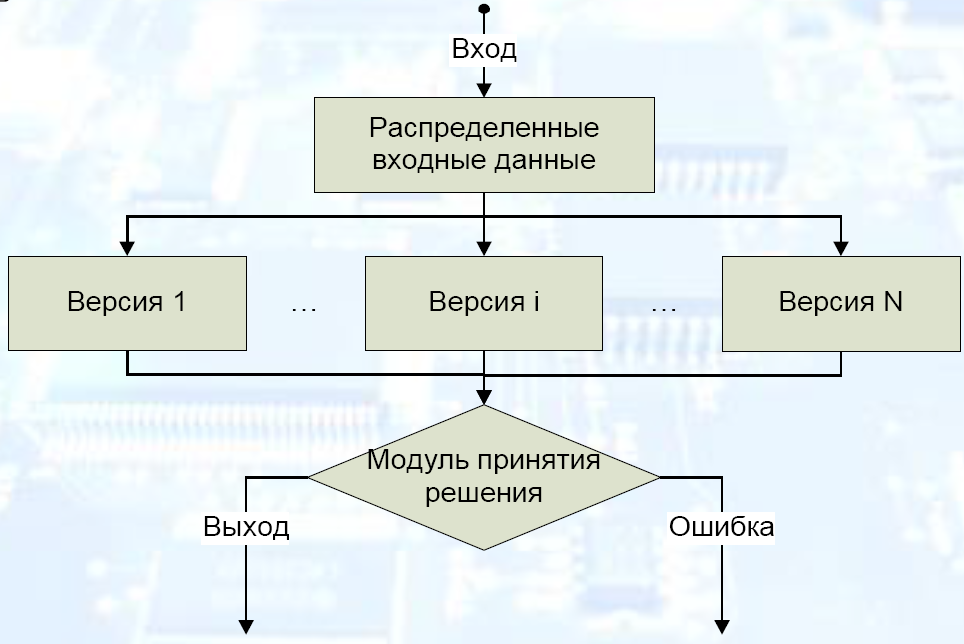 Вход
Распределенные
входные данные
Версия 1
...
Версия i
...
Версия N
Модуль принятия
решения
Выход
Ошибка